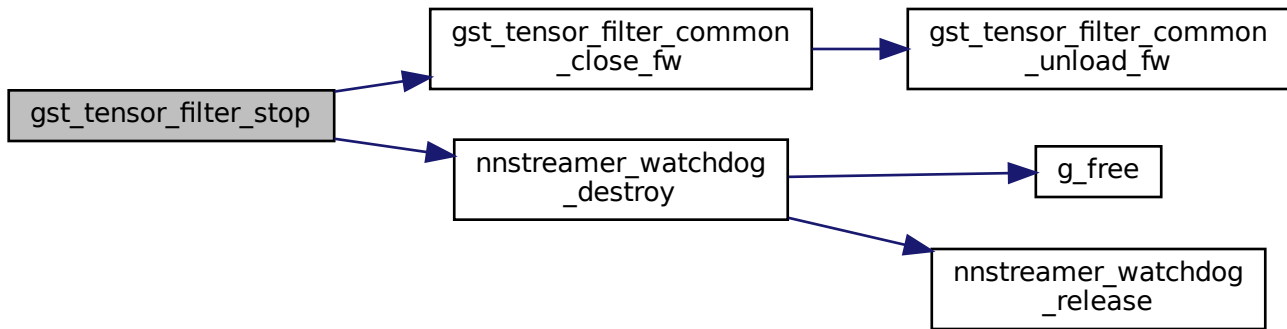 gst_tensor_filter_stop
gst_tensor_filter_common
_close_fw
gst_tensor_filter_common
_unload_fw
nnstreamer_watchdog
_destroy
g_free
nnstreamer_watchdog
_release